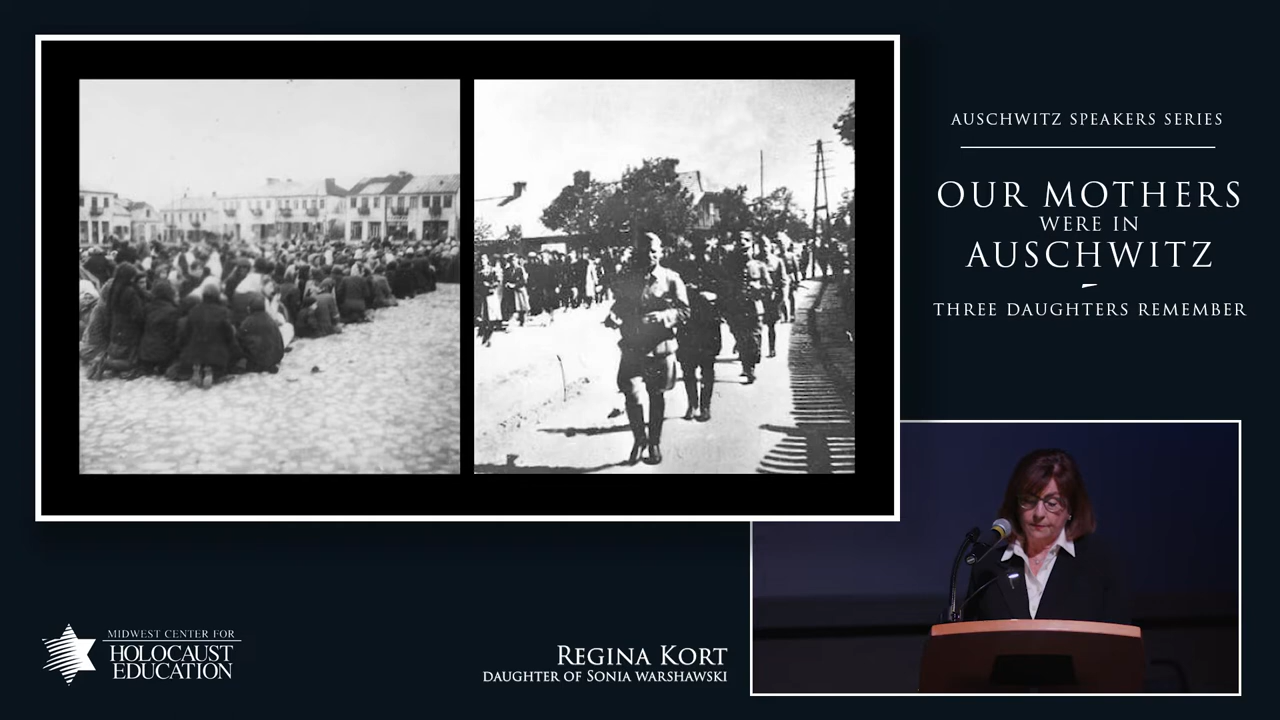 AUSCHWITZ SPEAKERS SERIES
OUR MOTHERS
WERE IN
AUSCHWITZ
-
THREE DAUGHTERS REMEMBER
MIDWEST CENTER FOR
HOLOCAUST
EDUCATION
REGINA KORT
DAUGHTER OF SONIA WARSHAWSKI